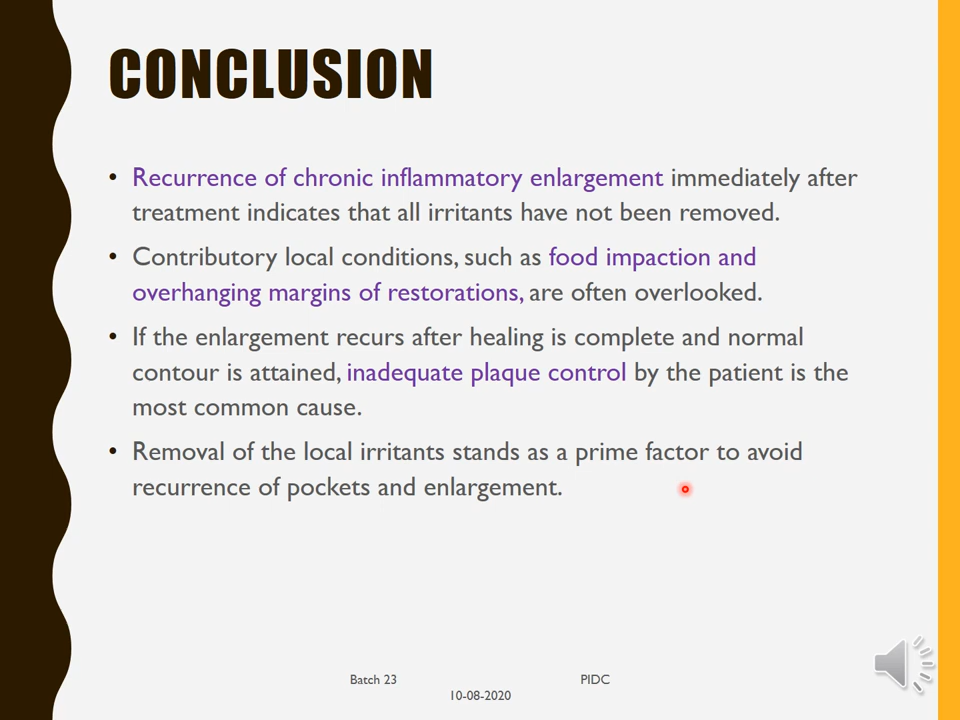 CONCLUSION
• Recurrence of chronic inflammatory enlargement immediately after
treatment indicates that all irritants have not been removed.
• Contributory local conditions, such as food impaction and
overhanging margins of restorations, are often overlooked.
• If the enlargement recurs after healing is complete and normal
contour is attained, inadequate plaque control by the patient is the
most common cause.
• Removal of the local irritants stands as a prime factor to avoid
recurrence of pockets and enlargement.
Batch 23 PIDC
10-08-2020